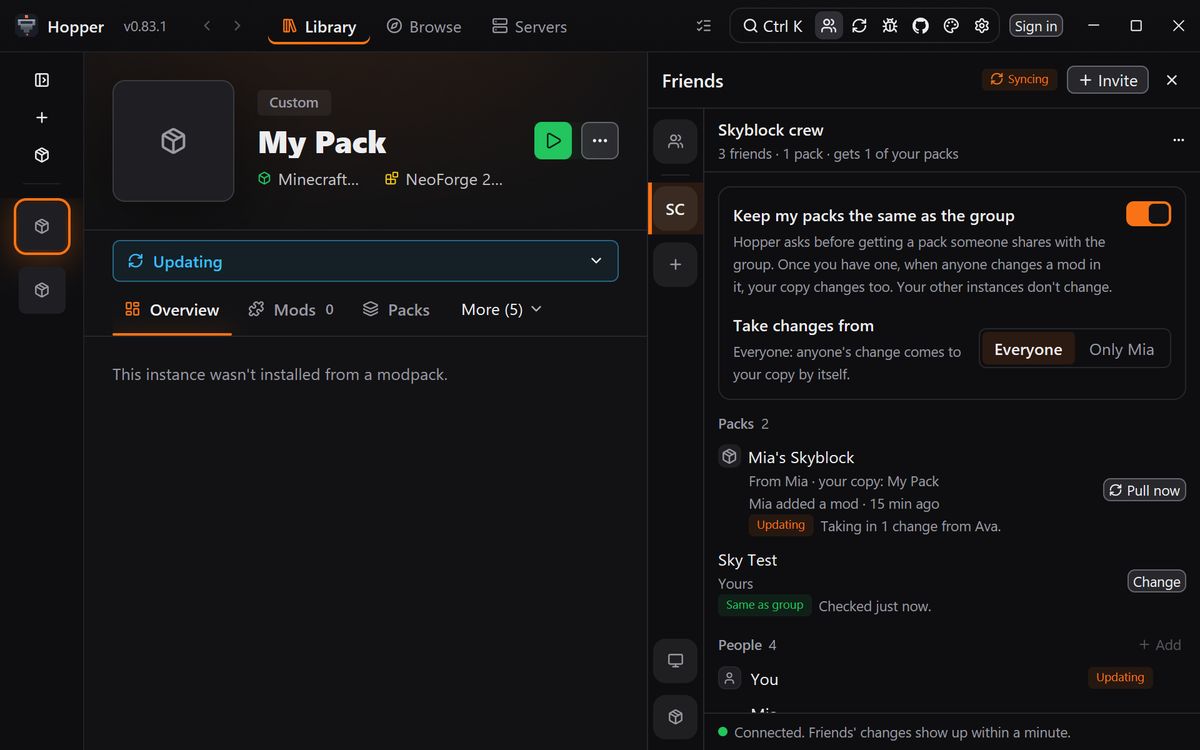 Hopper
v0.83.1
Library
Browse
Servers
Ctrl K
Sign in
Custom
My Pack
Minecraft...
NeoForge 2...
Updating
Overview
Mods 0
Packs
More (5)
This instance wasn't installed from a modpack.
Friends
Syncing
+ Invite
SC
Skyblock crew
3 friends · 1 pack · gets 1 of your packs
Keep my packs the same as the group
Hopper asks before getting a pack someone shares with the
group. Once you have one, when anyone changes a mod in
it, your copy changes too. Your other instances don't change.
Take changes from
Everyone: anyone's change comes to
your copy by itself.
Everyone
Only Mia
Packs 2
Mia's Skyblock
From Mia · your copy: My Pack
Mia added a mod · 15 min ago
Updating
Taking in 1 change from Ava.
Pull now
Sky Test
Yours
Same as group
Checked just now.
Change
People 4
+ Add
You
Updating
Mia
Connected. Friends' changes show up within a minute.